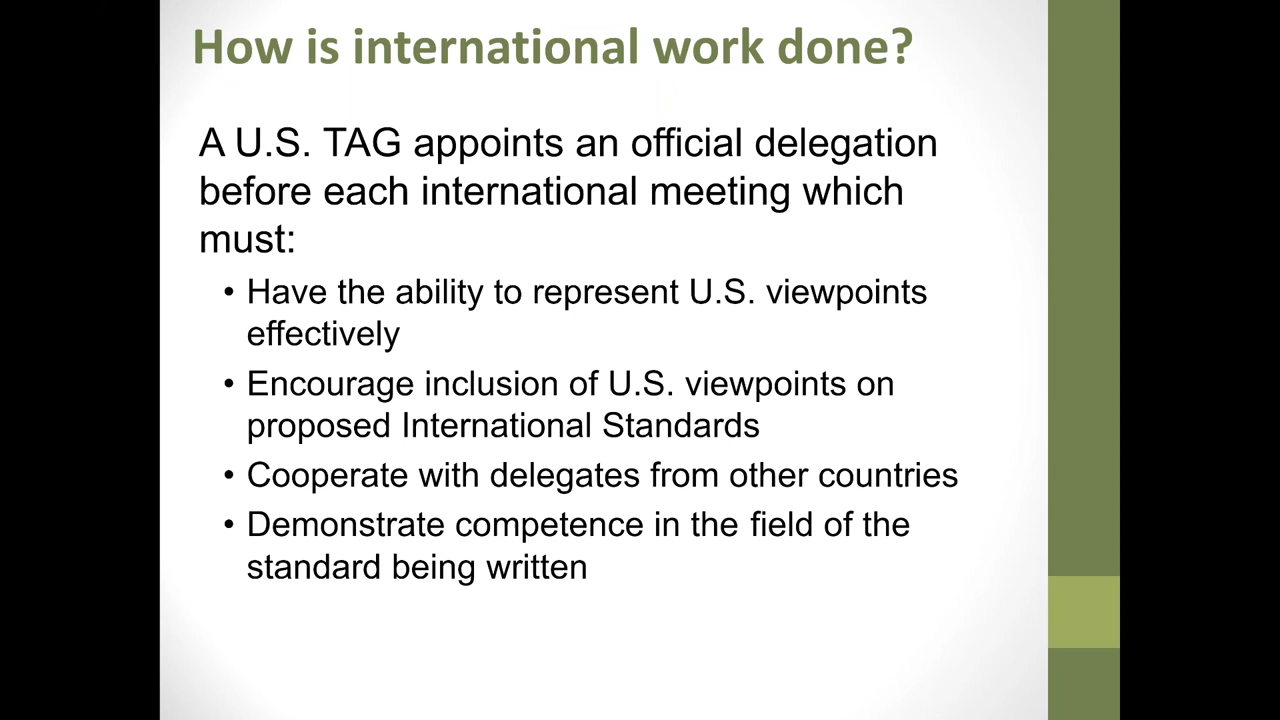 How is international work done?
A U.S. TAG appoints an official delegation
before each international meeting which
must:
• Have the ability to represent U.S. viewpoints
effectively
• Encourage inclusion of U.S. viewpoints on
proposed International Standards
• Cooperate with delegates from other countries
• Demonstrate competence in the field of the
standard being written